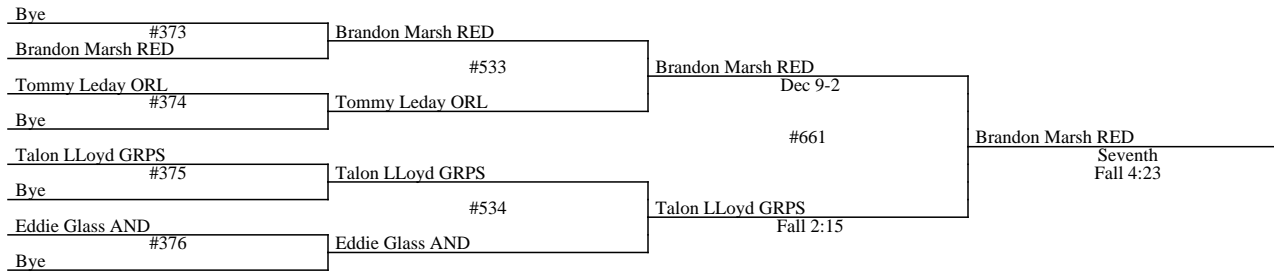 Bye
#373
Brandon Marsh RED
Brandon Marsh RED
#533
Tommy Leday ORL
#374
Bye
Tommy Leday ORL
Brandon Marsh RED
Dec 9-2
#661
Talon LLoyd GRPS
#375
Bye
Talon LLoyd GRPS
#534
Eddie Glass AND
#376
Bye
Eddie Glass AND
Talon LLoyd GRPS
Fall 2:15
Brandon Marsh RED
Seventh
Fall 4:23